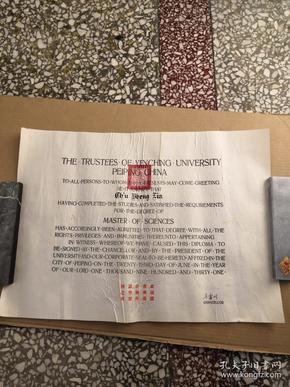 THE·TRUSTEES·OF·YENCHING·UNIVERSITY
PEIPING, CHINA
TO·ALL·PERSONS·TO·WHOM·THESE·PRESENTS·MAY·COME·GREETING
BE·IT·KNOWN·THAT
HAVING·COMPLETED·THE·STUDIES·AND·SATISFIED·THE·REQUIREMENTS
FOR·THE·DEGREE·OF
MASTER·OF·SCIENCES
HAS·ACCORDINGLY·BEEN·ADMITTED·TO·THAT·DEGREE·WITH·ALL·THE
RIGHTS·PRIVILEGES·AND·IMMUNITIES·THEREUNTO·APPERTAINING
IN·WITNESS·WHEREOF·WE·HAVE·CAUSED·THIS·DIPLOMA·TO
BE·SIGNED·BY·THE·CHANCELLOR·AND·BY·THE·PRESIDENT·OF·THE
UNIVERSITY·AND·OUR·CORPORATE·SEAL·TO·BE·HERETO·AFFIXED·IN·THE
CITY·OF·PEIPING·ON·THE·TWENTY·THIRD·DAY·OF·JUNE·IN·THE·YEAR
OF·OUR·LORD·ONE·THOUSAND·NINE·HUNDRED·AND·THIRTY·ONE·
CHANCELLOR
孔夫子旧书网